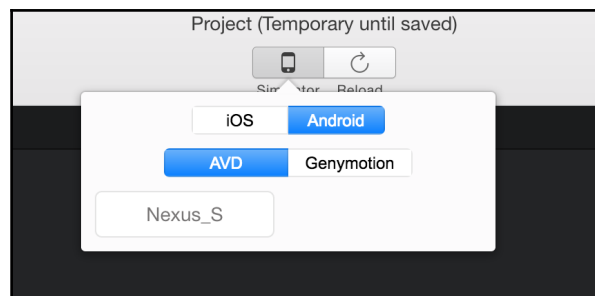 Project (Temporary until saved)
Reload
iOS Android
AVD Genymotion
Nexus_S